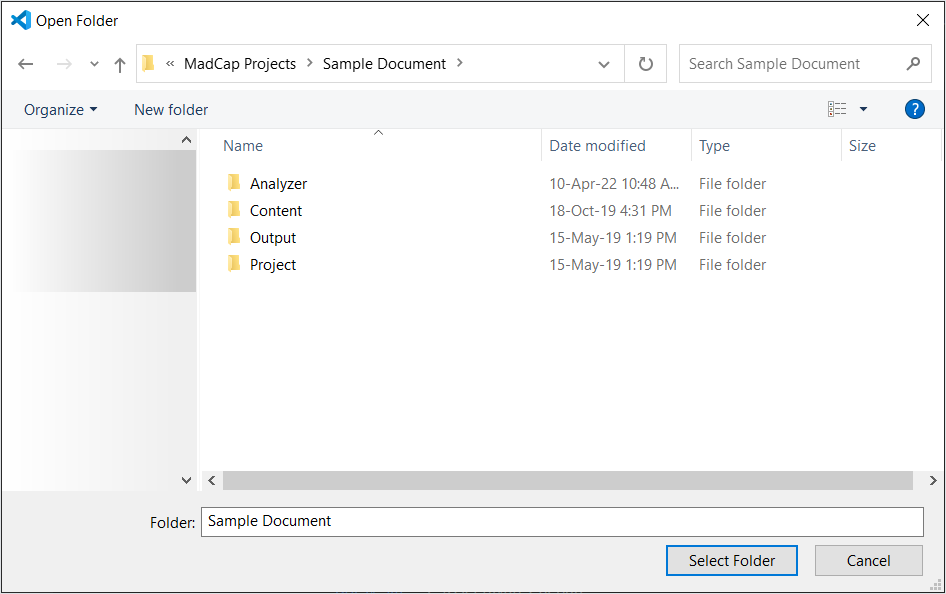 Open Folder
« MadCap Projects > Sample Document > Search Sample Document
Organize New folder ?
Name Date modified Type Size
Analyzer 10-Apr-22 10:48 A... File folder
Content 18-Oct-19 4:31 PM File folder
Output 15-May-19 1:19 PM File folder
Project 15-May-19 1:19 PM File folder
Folder: Sample Document
Select Folder Cancel